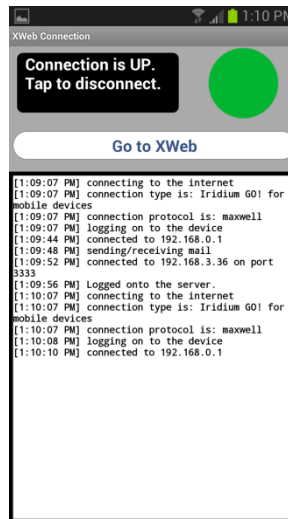 1:10 PM
XWeb Connection
Connection is UP.
Tap to disconnect.
Go to XWeb
[1:09:07 PM] connecting to the internet
[1:09:07 PM] connection type is: Iridium GO! for
mobile devices
[1:09:07 PM] connection protocol is: maxwell
[1:09:07 PM] logging on to the device
[1:09:44 PM] connected to 192.168.0.1
[1:09:48 PM] sending/receiving mail
[1:09:52 PM] connected to 192.168.3.36 on port
3333
[1:09:56 PM] Logged onto the server.
[1:10:07 PM] connecting to the internet
[1:10:07 PM] connection type is: Iridium GO! for
mobile devices
[1:10:07 PM] connection protocol is: maxwell
[1:10:08 PM] logging on to the device
[1:10:10 PM] connected to 192.168.0.1